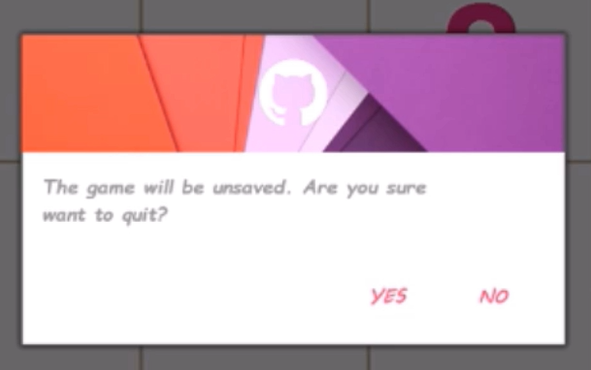 The game will be unsaved. Are you sure
want to quit?
YES NO